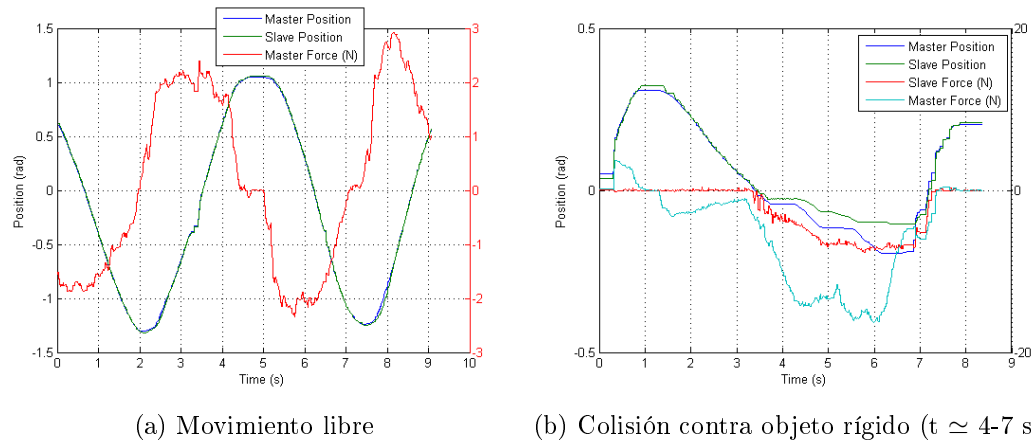 Master Position
Slave Position
Master Force (N)
1.5
1
0.5
0
-0.5
-1
-1.5
3
2
1
0
-1
-2
-3
0 1 2 3 4 5 6 7 8 9 10
Position (rad)
Time (s)
(a) Movimiento libre
Master Position
Slave Position
Slave Force (N)
Master Force (N)
0.5
0
-0.5
20
0
-20
0 1 2 3 4 5 6 7 8 9
Position (rad)
Time (s)
(b) Colisión contra objeto rígido (t ≃ 4-7 s